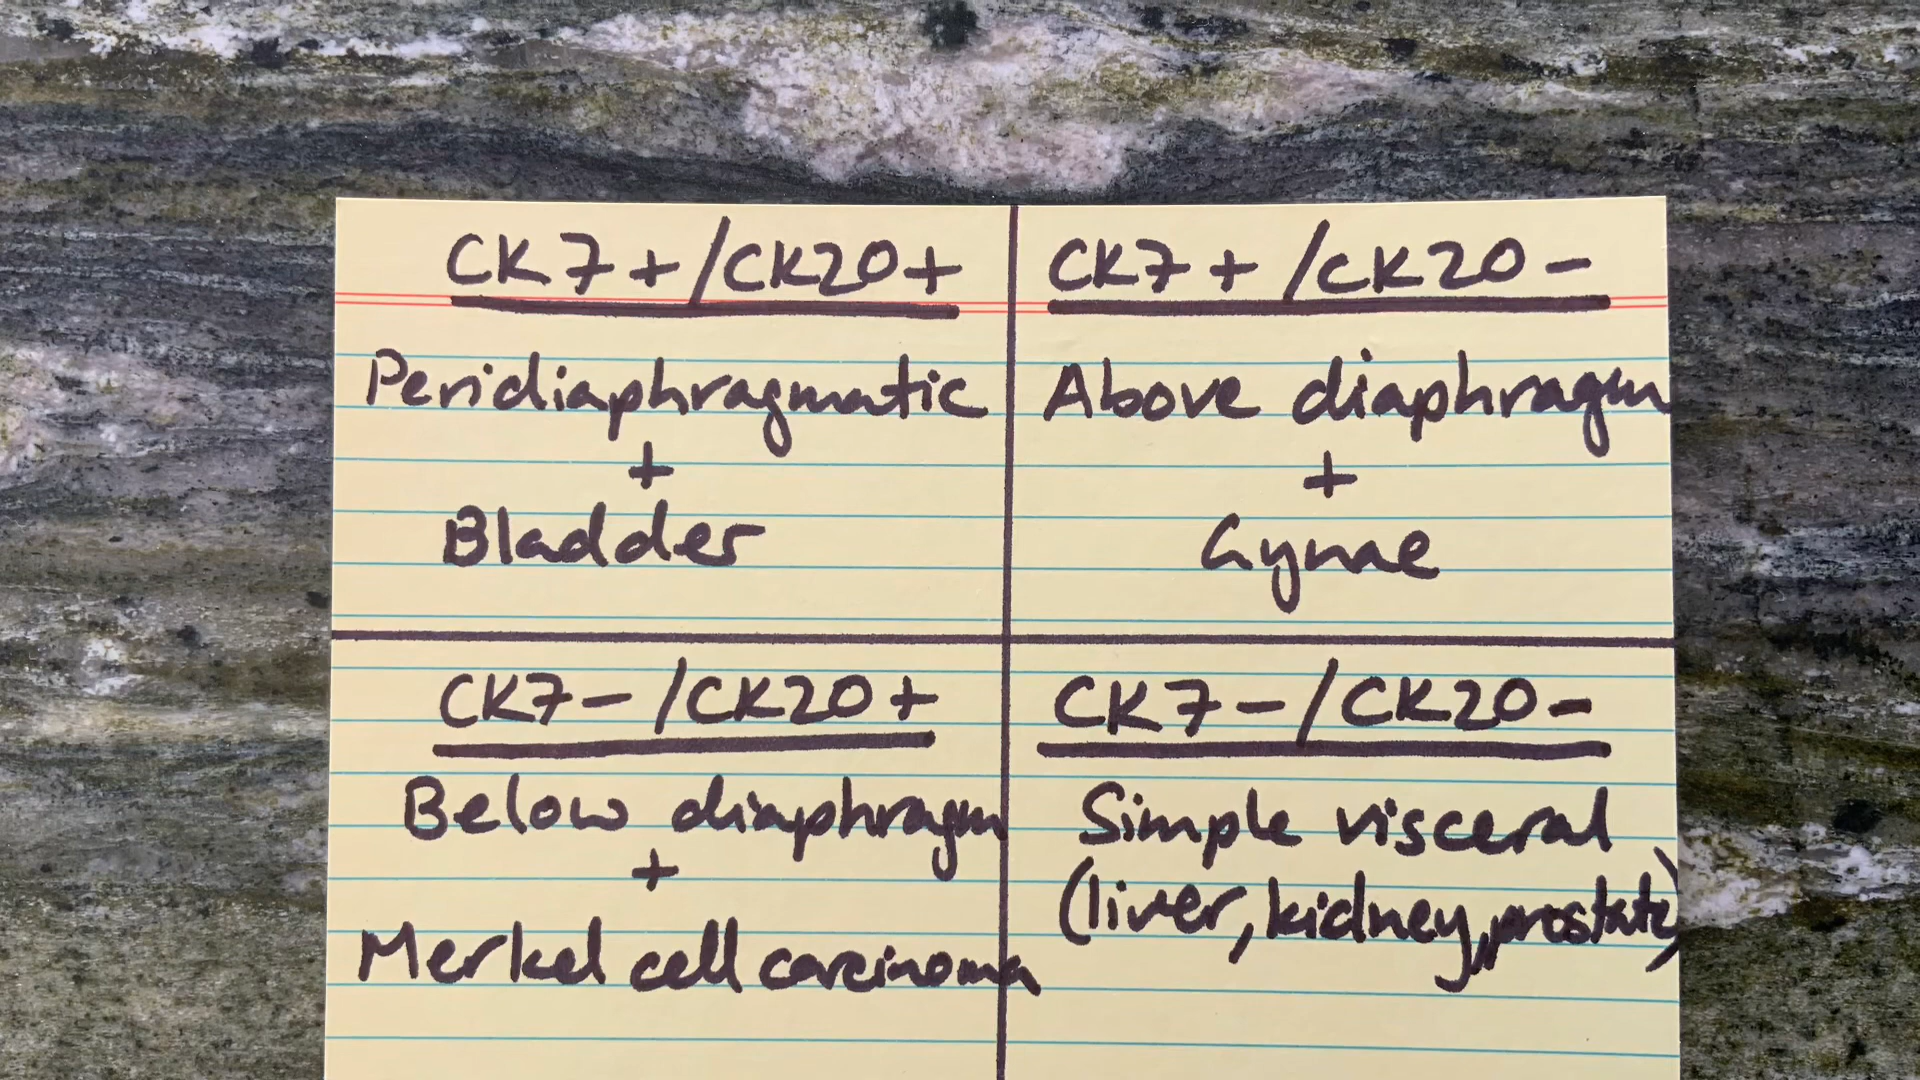 CK7+/CK20+
Peridiaphragmatic
+
Bladder
CK7+/CK20-
Above diaphragm
+
Gynae
CK7-/CK20+
Below diaphragm
+
Merkel cell carcinoma
CK7-/CK20-
Simple visceral
(liver, kidney, prostate)